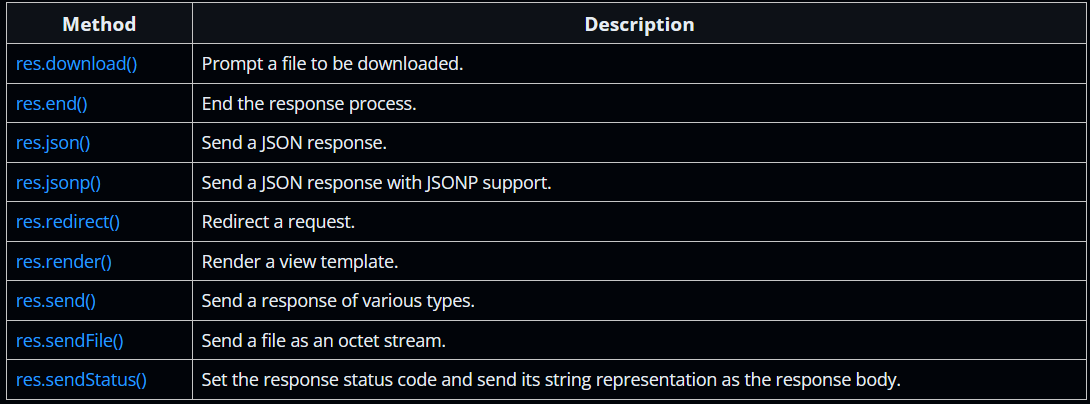 Method Description
res.download() Prompt a file to be downloaded.
res.end() End the response process.
res.json() Send a JSON response.
res.jsonp() Send a JSON response with JSONP support.
res.redirect() Redirect a request.
res.render() Render a view template.
res.send() Send a response of various types.
res.sendFile() Send a file as an octet stream.
res.sendStatus() Set the response status code and send its string representation as the response body.